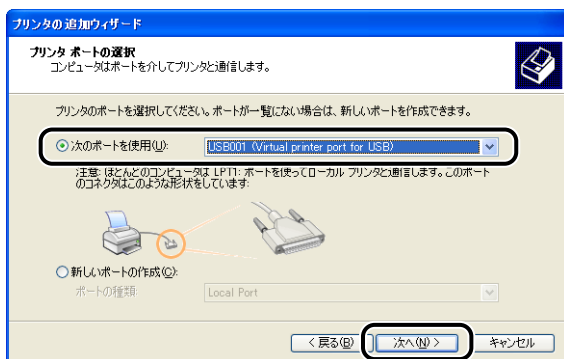 プリンタの追加ウィザード
プリンタ ポートの選択
コンピュータはポートを介してプリンタと通信します。
プリンタのポートを選択してください。ポートが一覧にない場合は、新しいポートを作成できます。
次のポートを使用(U): USB001 (Virtual printer port for USB)
注意: ほとんどのコンピュータは LPT1: ポートを使ってローカル プリンタと通信します。このポート
のコネクタはこのような形状をしています:
新しいポートの作成(C):
ポートの種類: Local Port
< 戻る(B) 次へ(N) > キャンセル